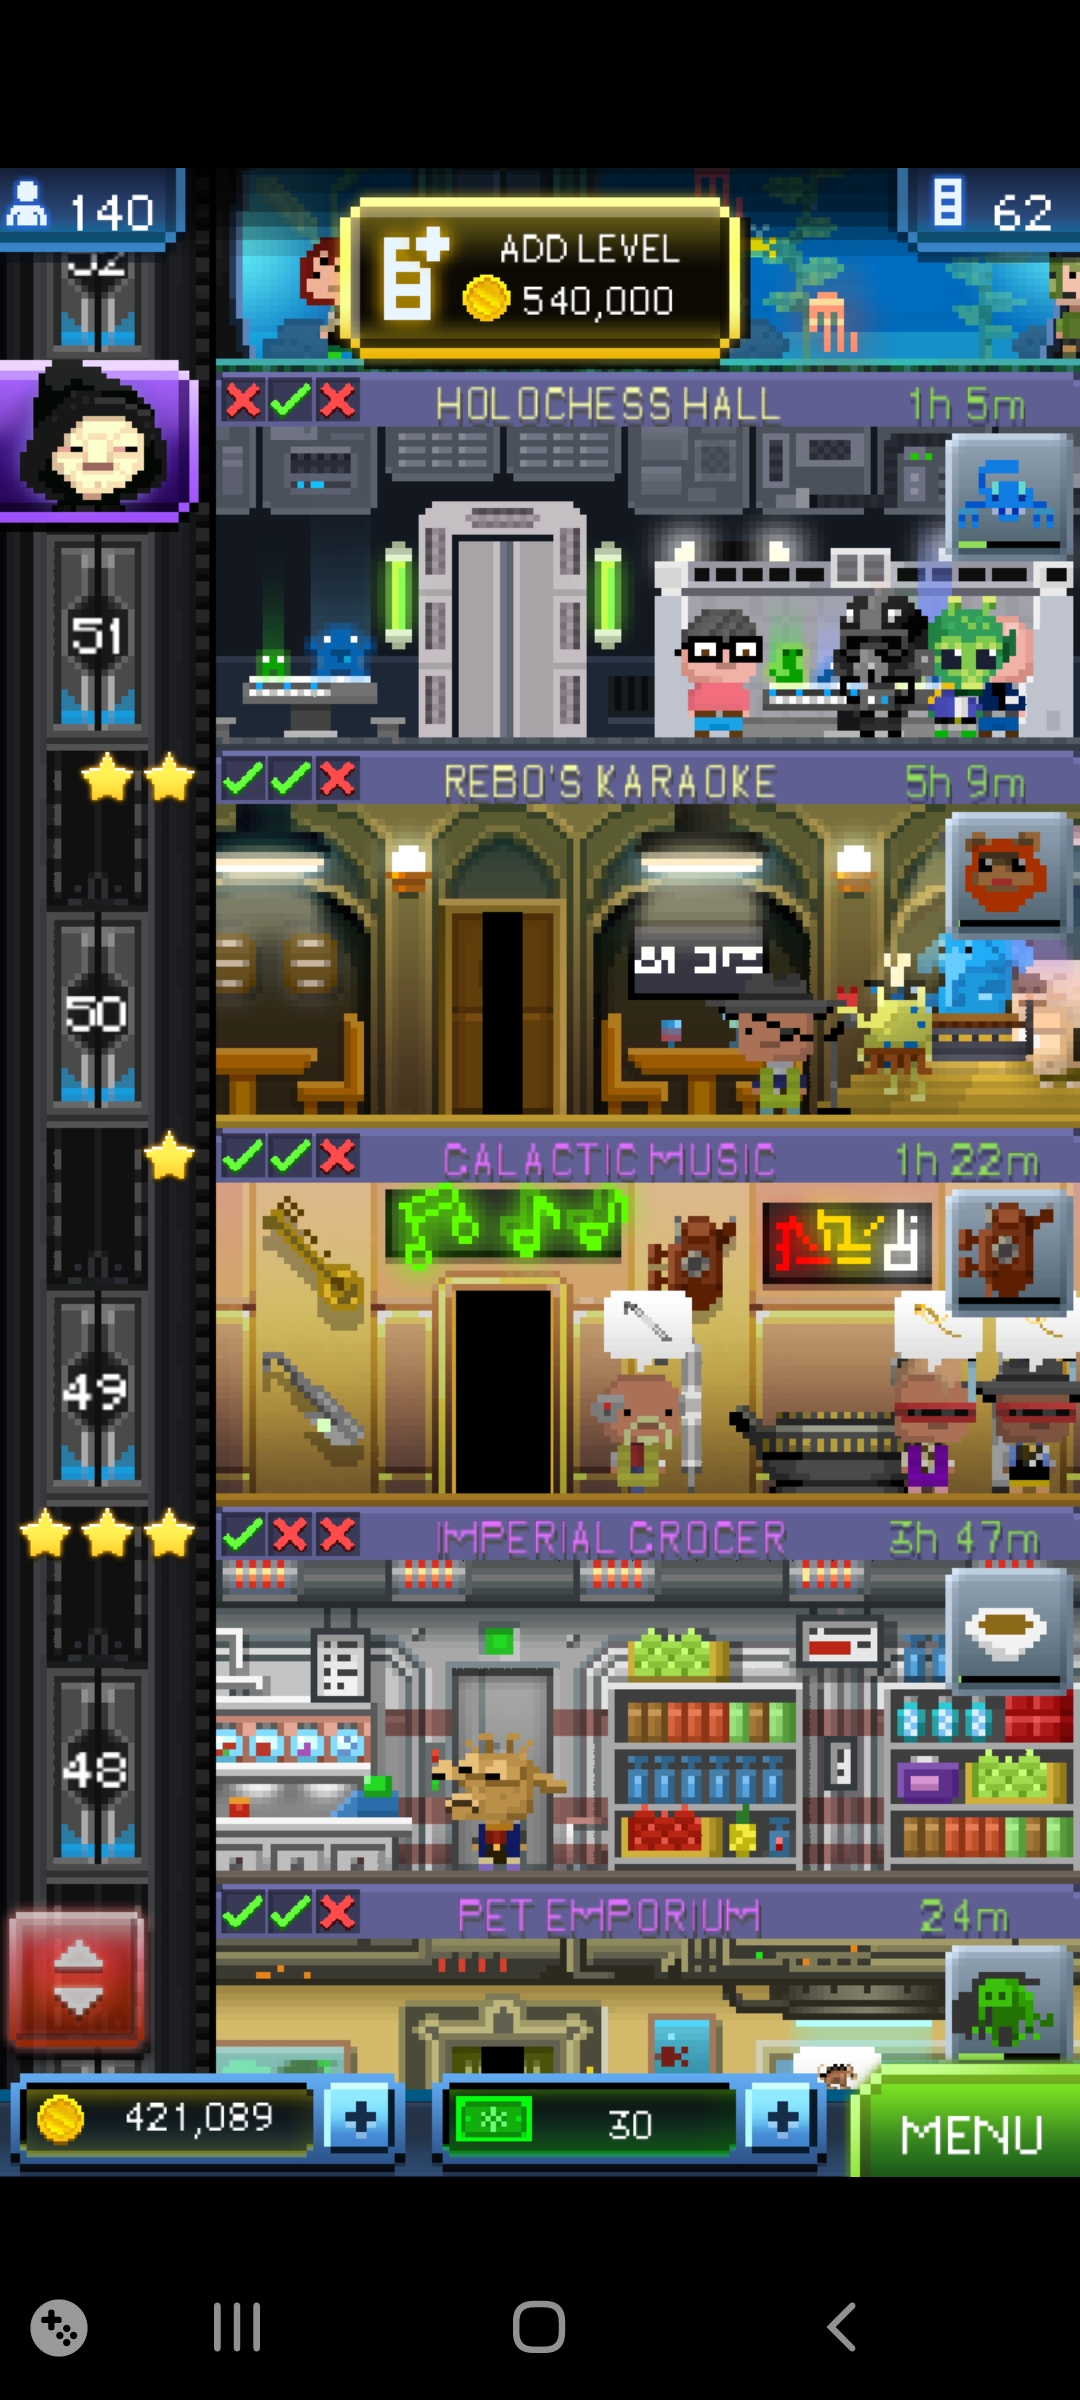 140
ADD LEVEL
540,000
62
HOLOCHESS HALL
1h 5m
51
REBO'S KARAOKE
5h 9m
50
GALACTIC MUSIC
1h 22m
49
IMPERIAL GROCER
3h 47m
48
PET EMPORIUM
24m
421,089
30
MENU